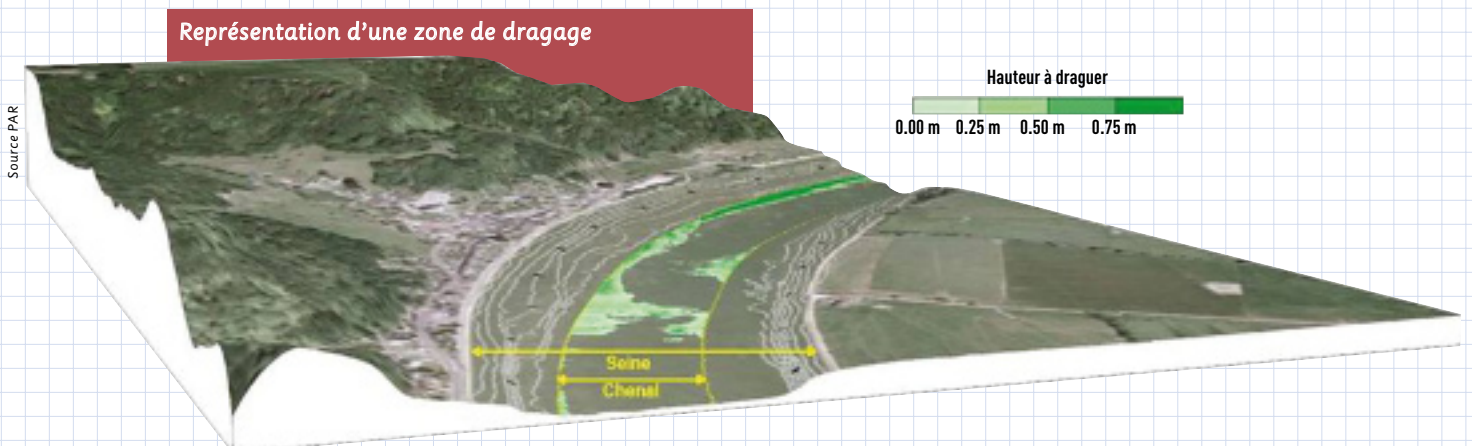 Représentation d'une zone de dragage
Source PAR
Hauteur à draguer
0.00 m 0.25 m 0.50 m 0.75 m
Seine
Chenal